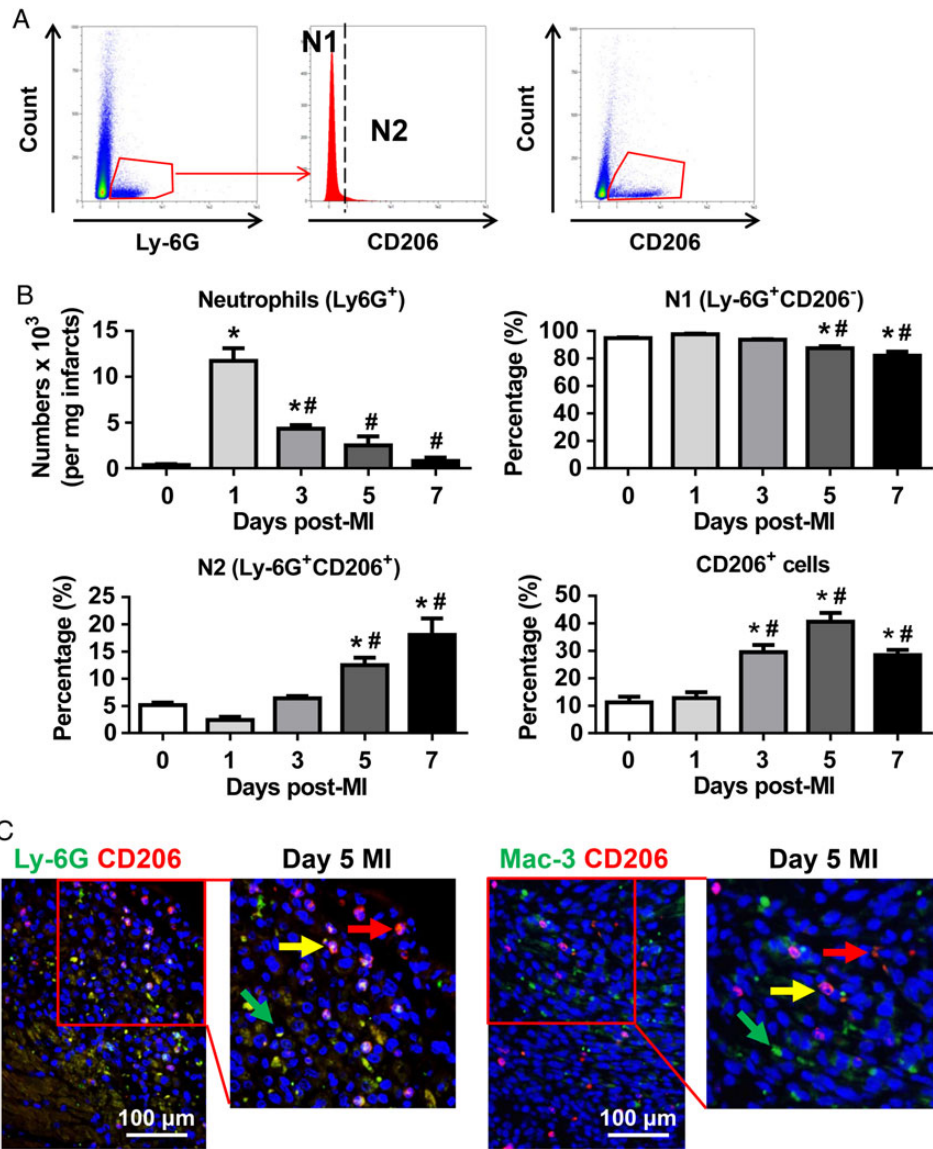 A
Count
Ly-6G
N1
N2
CD206
Count
CD206
B
Neutrophils (Ly6G+)
Numbers x 10³
(per mg infarcts)
15
10
5
0
*
*#
#
#
0 1 3 5 7
Days post-MI
N1 (Ly-6G+CD206-)
Percentage (%)
100
80
60
40
20
0
*#
*#
0 1 3 5 7
Days post-MI
N2 (Ly-6G+CD206+)
Percentage (%)
25
20
15
10
5
0
*#
*#
0 1 3 5 7
Days post-MI
CD206+ cells
Percentage (%)
50
40
30
20
10
0
*#
*#
*#
0 1 3 5 7
Days post-MI
C
Ly-6G CD206
Day 5 MI
100 µm
Mac-3 CD206
Day 5 MI
100 µm